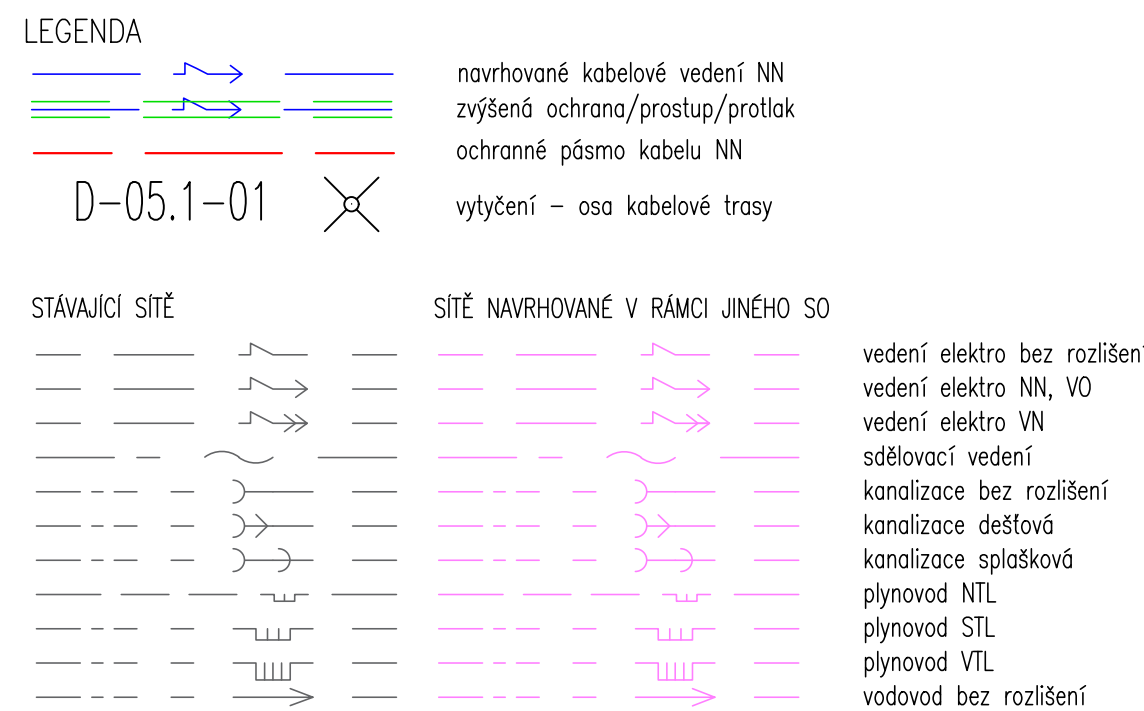 LEGENDA
navrhované kabelové vedení NN
zvýšená ochrana/prostup/protlak
ochranné pásmo kabelu NN
D-05.1-01 vytyčení – osa kabelové trasy
STÁVAJÍCÍ SÍTĚ SÍTĚ NAVRHOVANÉ V RÁMCI JINÉHO SO
vedení elektro bez rozlišení
vedení elektro NN, VO
vedení elektro VN
sdělovací vedení
kanalizace bez rozlišení
kanalizace dešťová
kanalizace splašková
plynovod NTL
plynovod STL
plynovod VTL
vodovod bez rozlišení